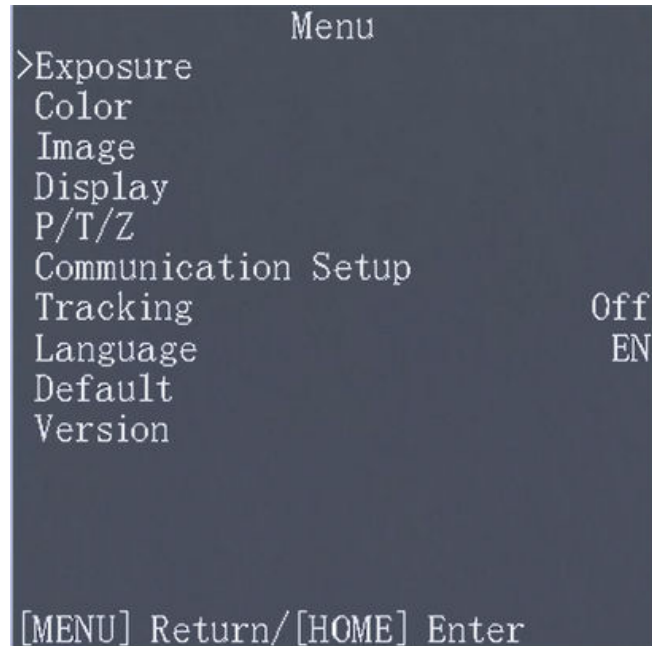 Menu
>Exposure
Color
Image
Display
P/T/Z
Communication Setup
Tracking Off
Language EN
Default
Version
[MENU] Return/[HOME] Enter